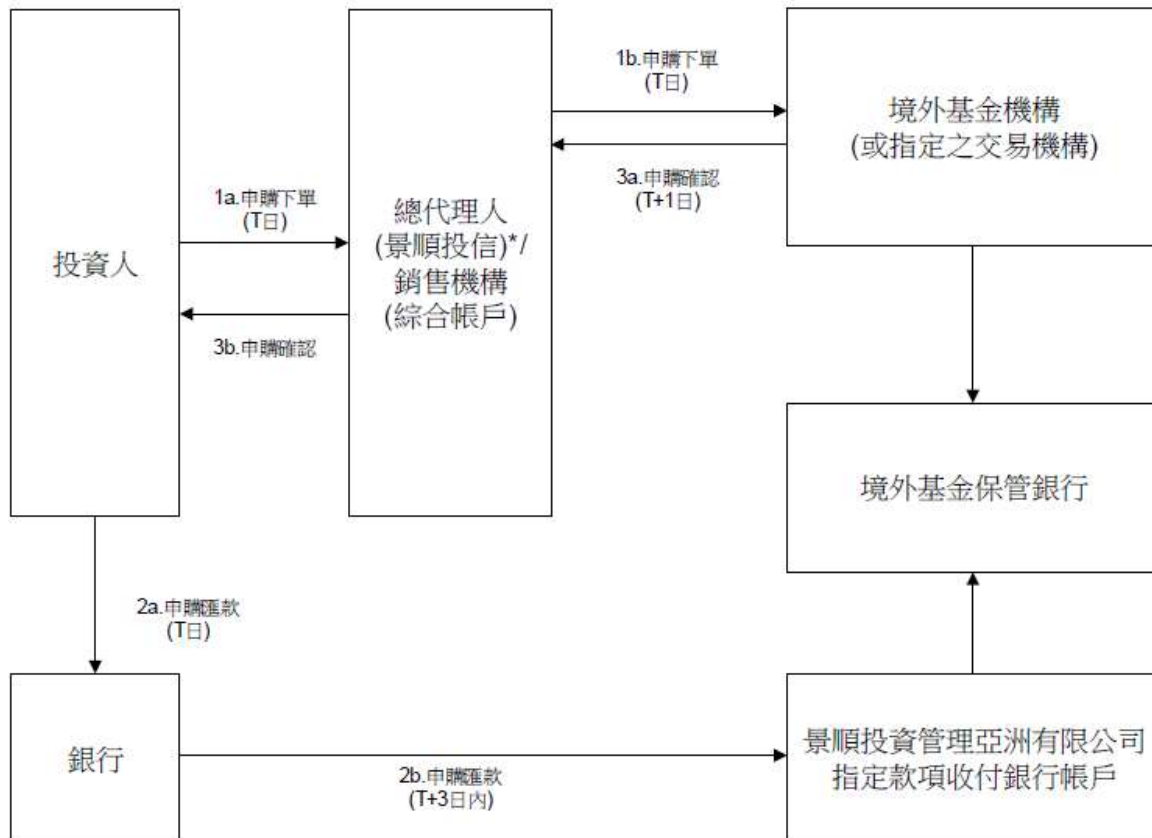 投資人
1a.申購下單
(T日)
3b.申購確認
總代理人
(景順投信)*/
銷售機構
(綜合帳戶)
1b.申購下單
(T日)
3a.申購確認
(T+1日)
境外基金機構
(或指定之交易機構)
境外基金保管銀行
2a.申購匯款
(T日)
銀行
2b.申購匯款
(T+3日內)
景順投資管理亞洲有限公司
指定款項收付銀行帳戶